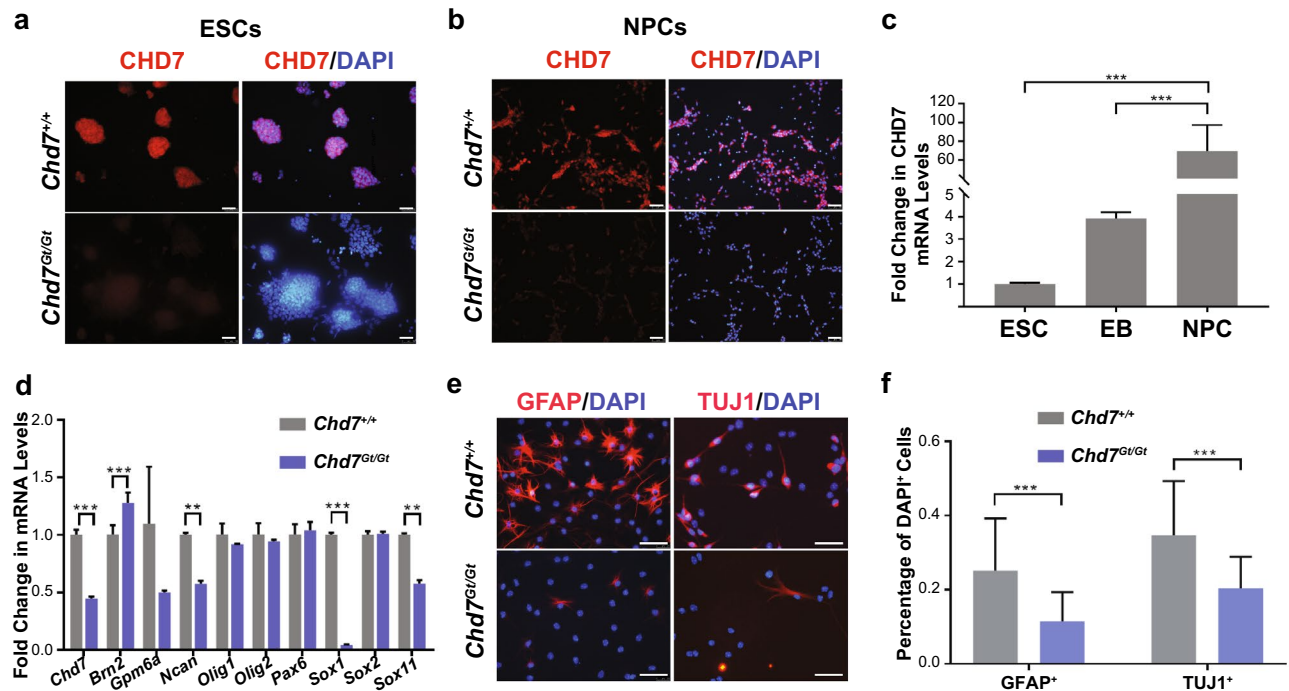 a
ESCs
CHD7
CHD7/DAPI
Chd7+/+
Chd7Gt/Gt
b
NPCs
CHD7
CHD7/DAPI
Chd7+/+
Chd7Gt/Gt
c
Fold Change in CHD7
mRNA Levels
120
100
80
60
5
4
3
2
1
***
***
ESC
EB
NPC
d
Fold Change in mRNA Levels
2.0
1.5
1.0
0.5
0.0
Chd7+/+
Chd7Gt/Gt
***
***
**
***
**
Chd7
Brn2
Gpm6a
Ncan
Olig1
Olig2
Pax6
Sox1
Sox2
Sox11
e
GFAP/DAPI
TUJ1/DAPI
Chd7+/+
Chd7Gt/Gt
f
Percentage of DAPI+ Cells
0.6
0.4
0.2
0.0
Chd7+/+
Chd7Gt/Gt
***
***
GFAP+
TUJ1+